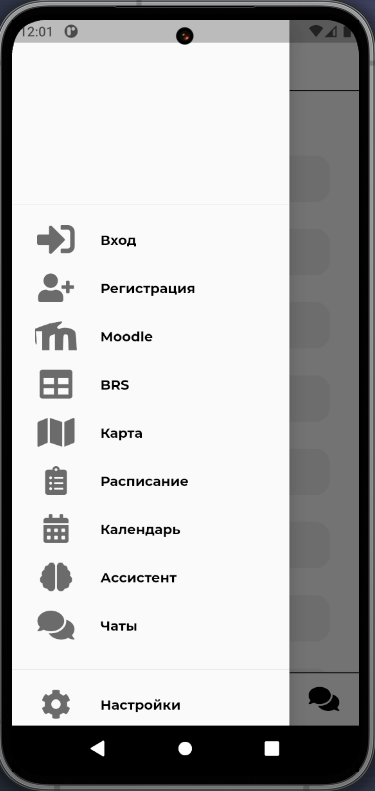 12:01
Вход
Регистрация
Moodle
BRS
Карта
Расписание
Календарь
Ассистент
Чаты
Настройки